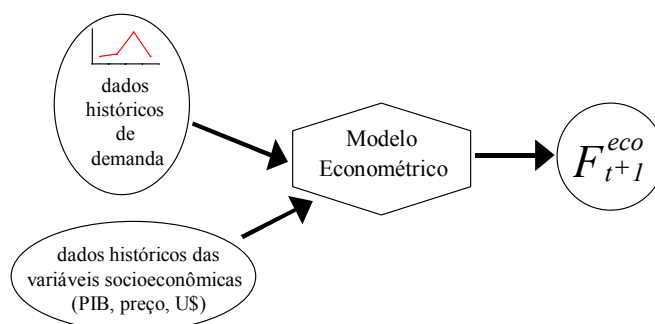 dados
históricos
de
demanda
Modelo
Econométrico
F eco t+1
dados históricos das
variáveis socioeconômicas
(PIB, preço, U$)